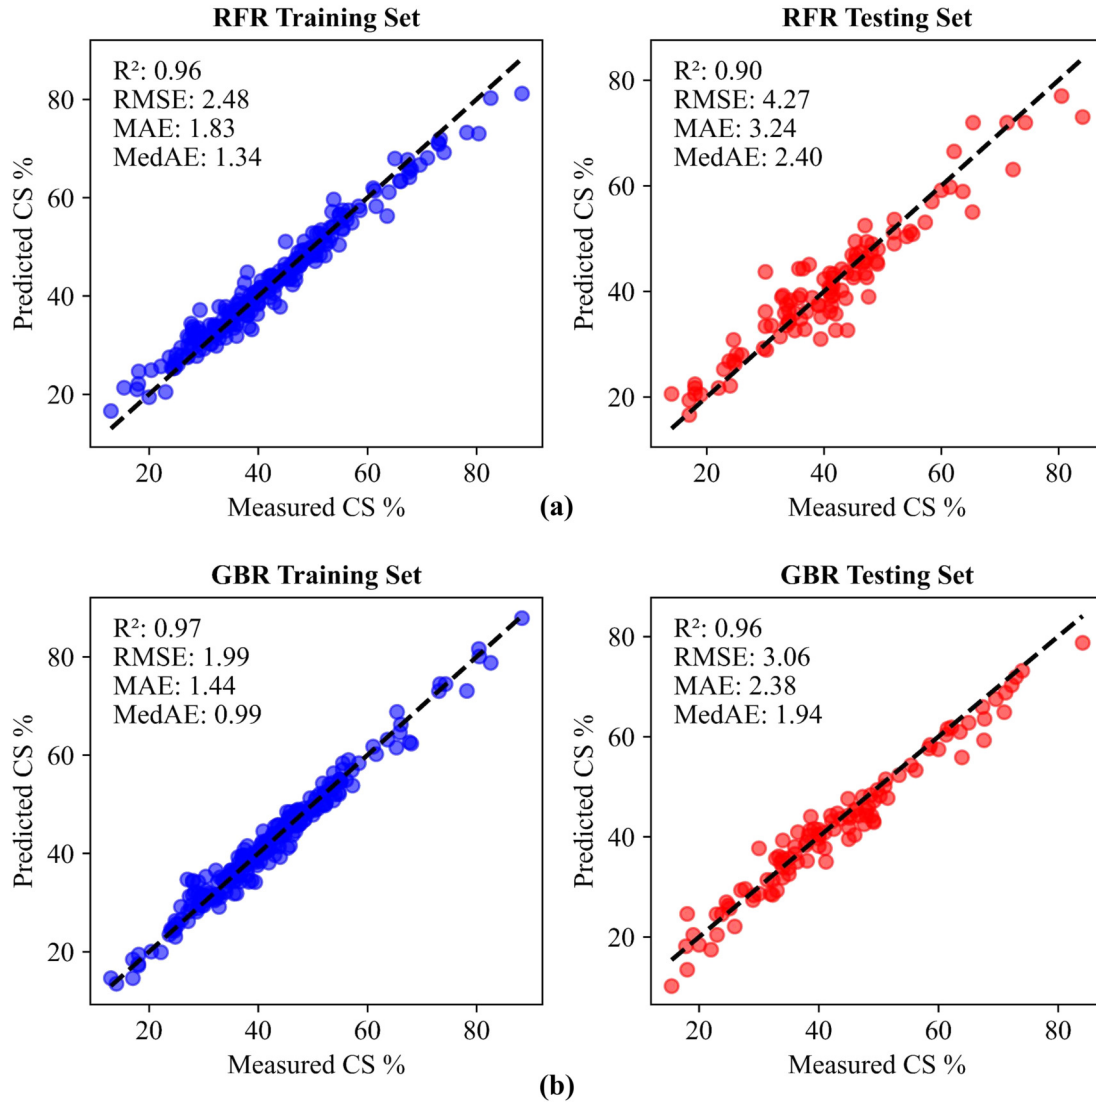 RFR Training Set
R²: 0.96
RMSE: 2.48
MAE: 1.83
MedAE: 1.34
80
60
40
20
Predicted CS %
20 40 60 80
Measured CS %
RFR Testing Set
R²: 0.90
RMSE: 4.27
MAE: 3.24
MedAE: 2.40
80
60
40
20
Predicted CS %
20 40 60 80
Measured CS %
(a)
GBR Training Set
R²: 0.97
RMSE: 1.99
MAE: 1.44
MedAE: 0.99
80
60
40
20
Predicted CS %
20 40 60 80
Measured CS %
GBR Testing Set
R²: 0.96
RMSE: 3.06
MAE: 2.38
MedAE: 1.94
80
60
40
20
Predicted CS %
20 40 60 80
Measured CS %
(b)